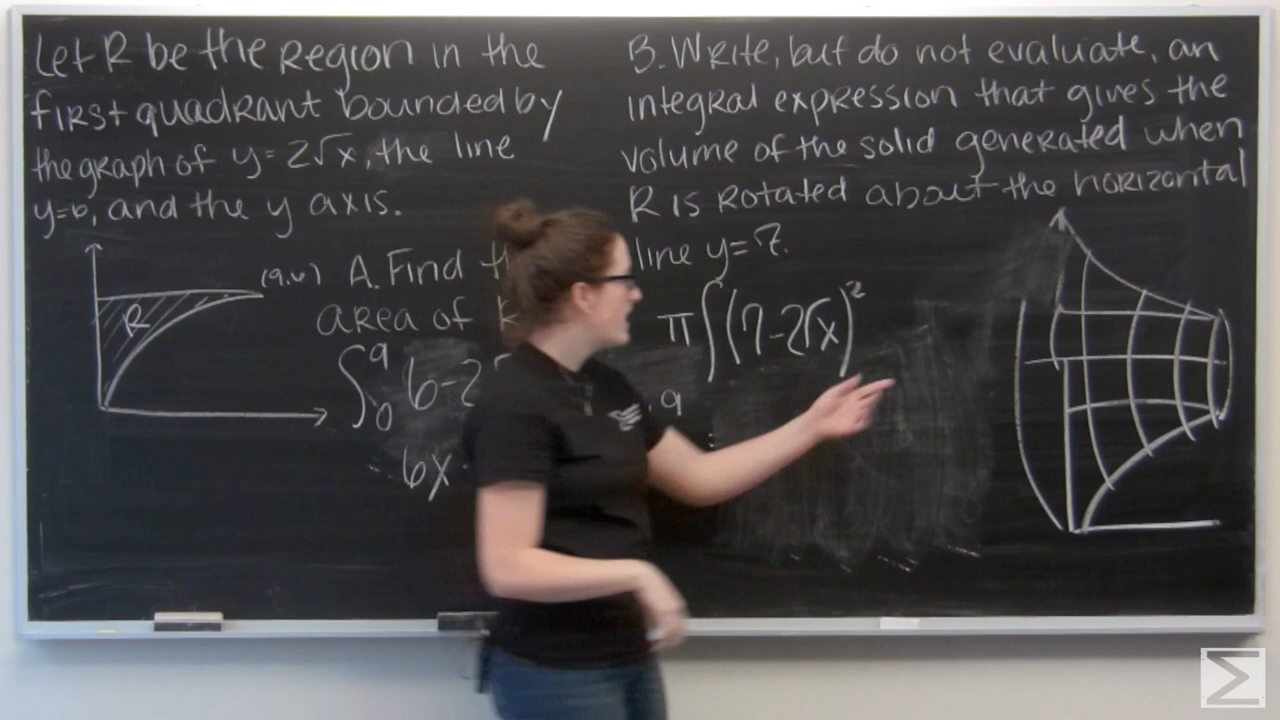 Let R be the region in the
first quadrant bounded by
the graph of y=2√x, the line
y=6, and the y axis.
(9,6)
R
A. Find
area of
∫₀⁹ 6-2
6x
9
B. Write, but do not evaluate, an
integral expression that gives the
volume of the solid generated when
R is rotated about the horizontal
line y=7.
π∫(7-2√x)²
Σ